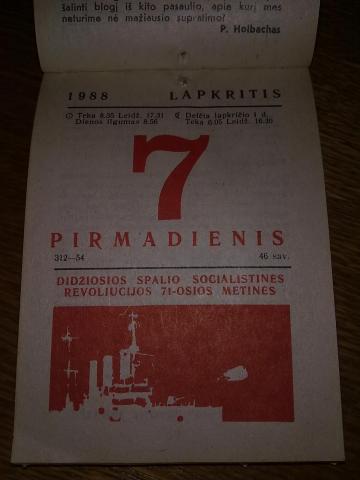 šalinti blogį iš kito pasaulio, apie kurį mes
neturime nė mažiausio supratimo?
P. Holbachas
1988 LAPKRITIS
Teka 8.35 Leidž. 17.31
Dienos ilgumas 8.56
Delčia lapkričio 1 d.
Teka 6.05 Leidž. 16.20
7
PIRMADIENIS
312—54 46 sav.
DIDŽIOSIOS SPALIO SOCIALISTINĖS
REVOLIUCIJOS 71-OSIOS METINĖS